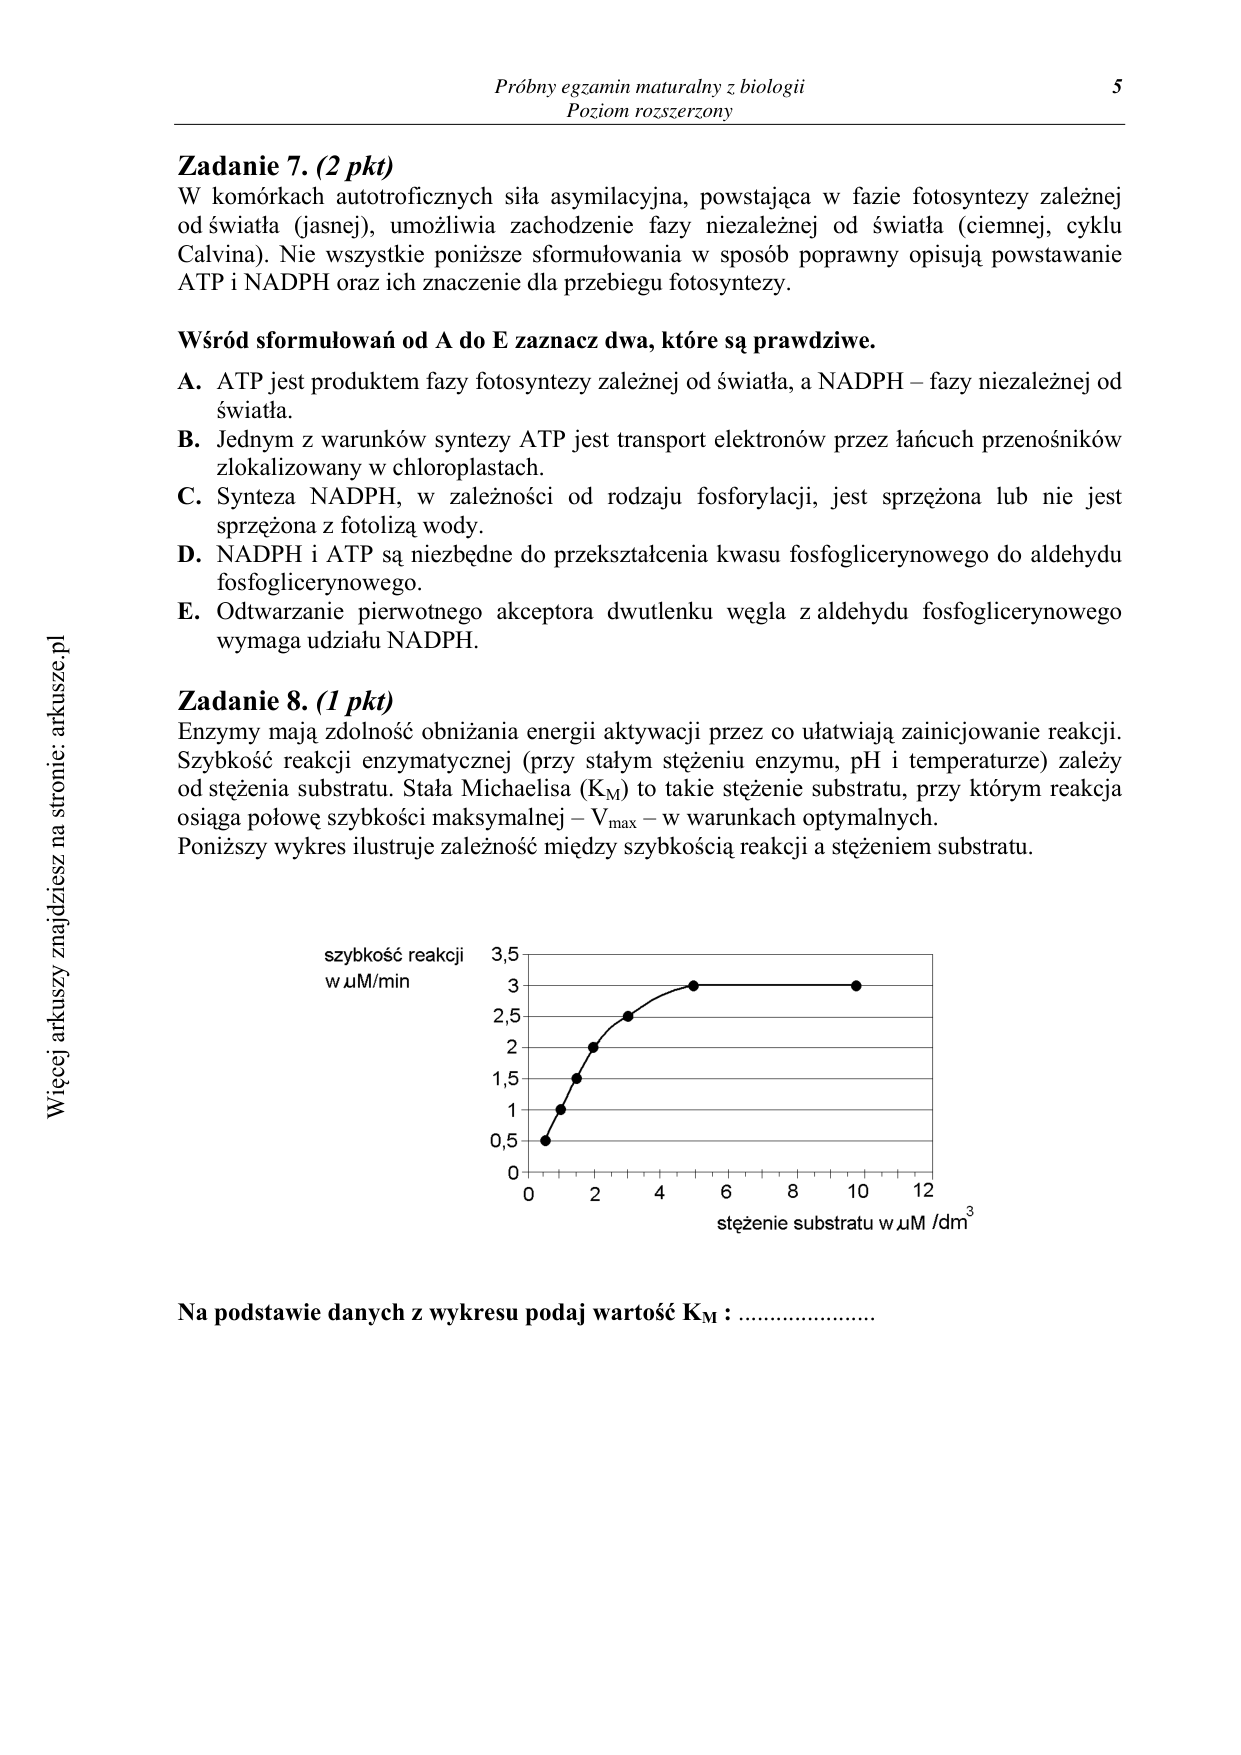 Próbny egzamin maturalny z biologii
Poziom rozszerzony
5
Zadanie 7. (2 pkt)
W komórkach autotroficznych siła asymilacyjna, powstająca w fazie fotosyntezy zależnej
od światła (jasnej), umożliwia zachodzenie fazy niezależnej od światła (ciemnej, cyklu
Calvina). Nie wszystkie poniższe sformułowania w sposób poprawny opisują powstawanie
ATP i NADPH oraz ich znaczenie dla przebiegu fotosyntezy.
Wśród sformułowań od A do E zaznacz dwa, które są prawdziwe.
A. ATP jest produktem fazy fotosyntezy zależnej od światła, a NADPH – fazy niezależnej od
światła.
B. Jednym z warunków syntezy ATP jest transport elektronów przez łańcuch przenośników
zlokalizowany w chloroplastach.
C. Synteza NADPH, w zależności od rodzaju fosforylacji, jest sprzężona lub nie jest
sprzężona z fotolizą wody.
D. NADPH i ATP są niezbędne do przekształcenia kwasu fosfoglicerynowego do aldehydu
fosfoglicerynowego.
E. Odtwarzanie pierwotnego akceptora dwutlenku węgla z aldehydu fosfoglicerynowego
wymaga udziału NADPH.
Zadanie 8. (1 pkt)
Enzymy mają zdolność obniżania energii aktywacji przez co ułatwiają zainicjowanie reakcji.
Szybkość reakcji enzymatycznej (przy stałym stężeniu enzymu, pH i temperaturze) zależy
od stężenia substratu. Stała Michaelisa (KM) to takie stężenie substratu, przy którym reakcja
osiąga połowę szybkości maksymalnej – Vmax – w warunkach optymalnych.
Poniższy wykres ilustruje zależność między szybkością reakcji a stężeniem substratu.
szybkość reakcji
w µM/min
3,5
3
2,5
2
1,5
1
0,5
0
0 2 4 6 8 10 12
stężenie substratu w µM /dm³
Na podstawie danych z wykresu podaj wartość KM : ......................
Więcej arkuszy znajdziesz na stronie: arkusze.pl